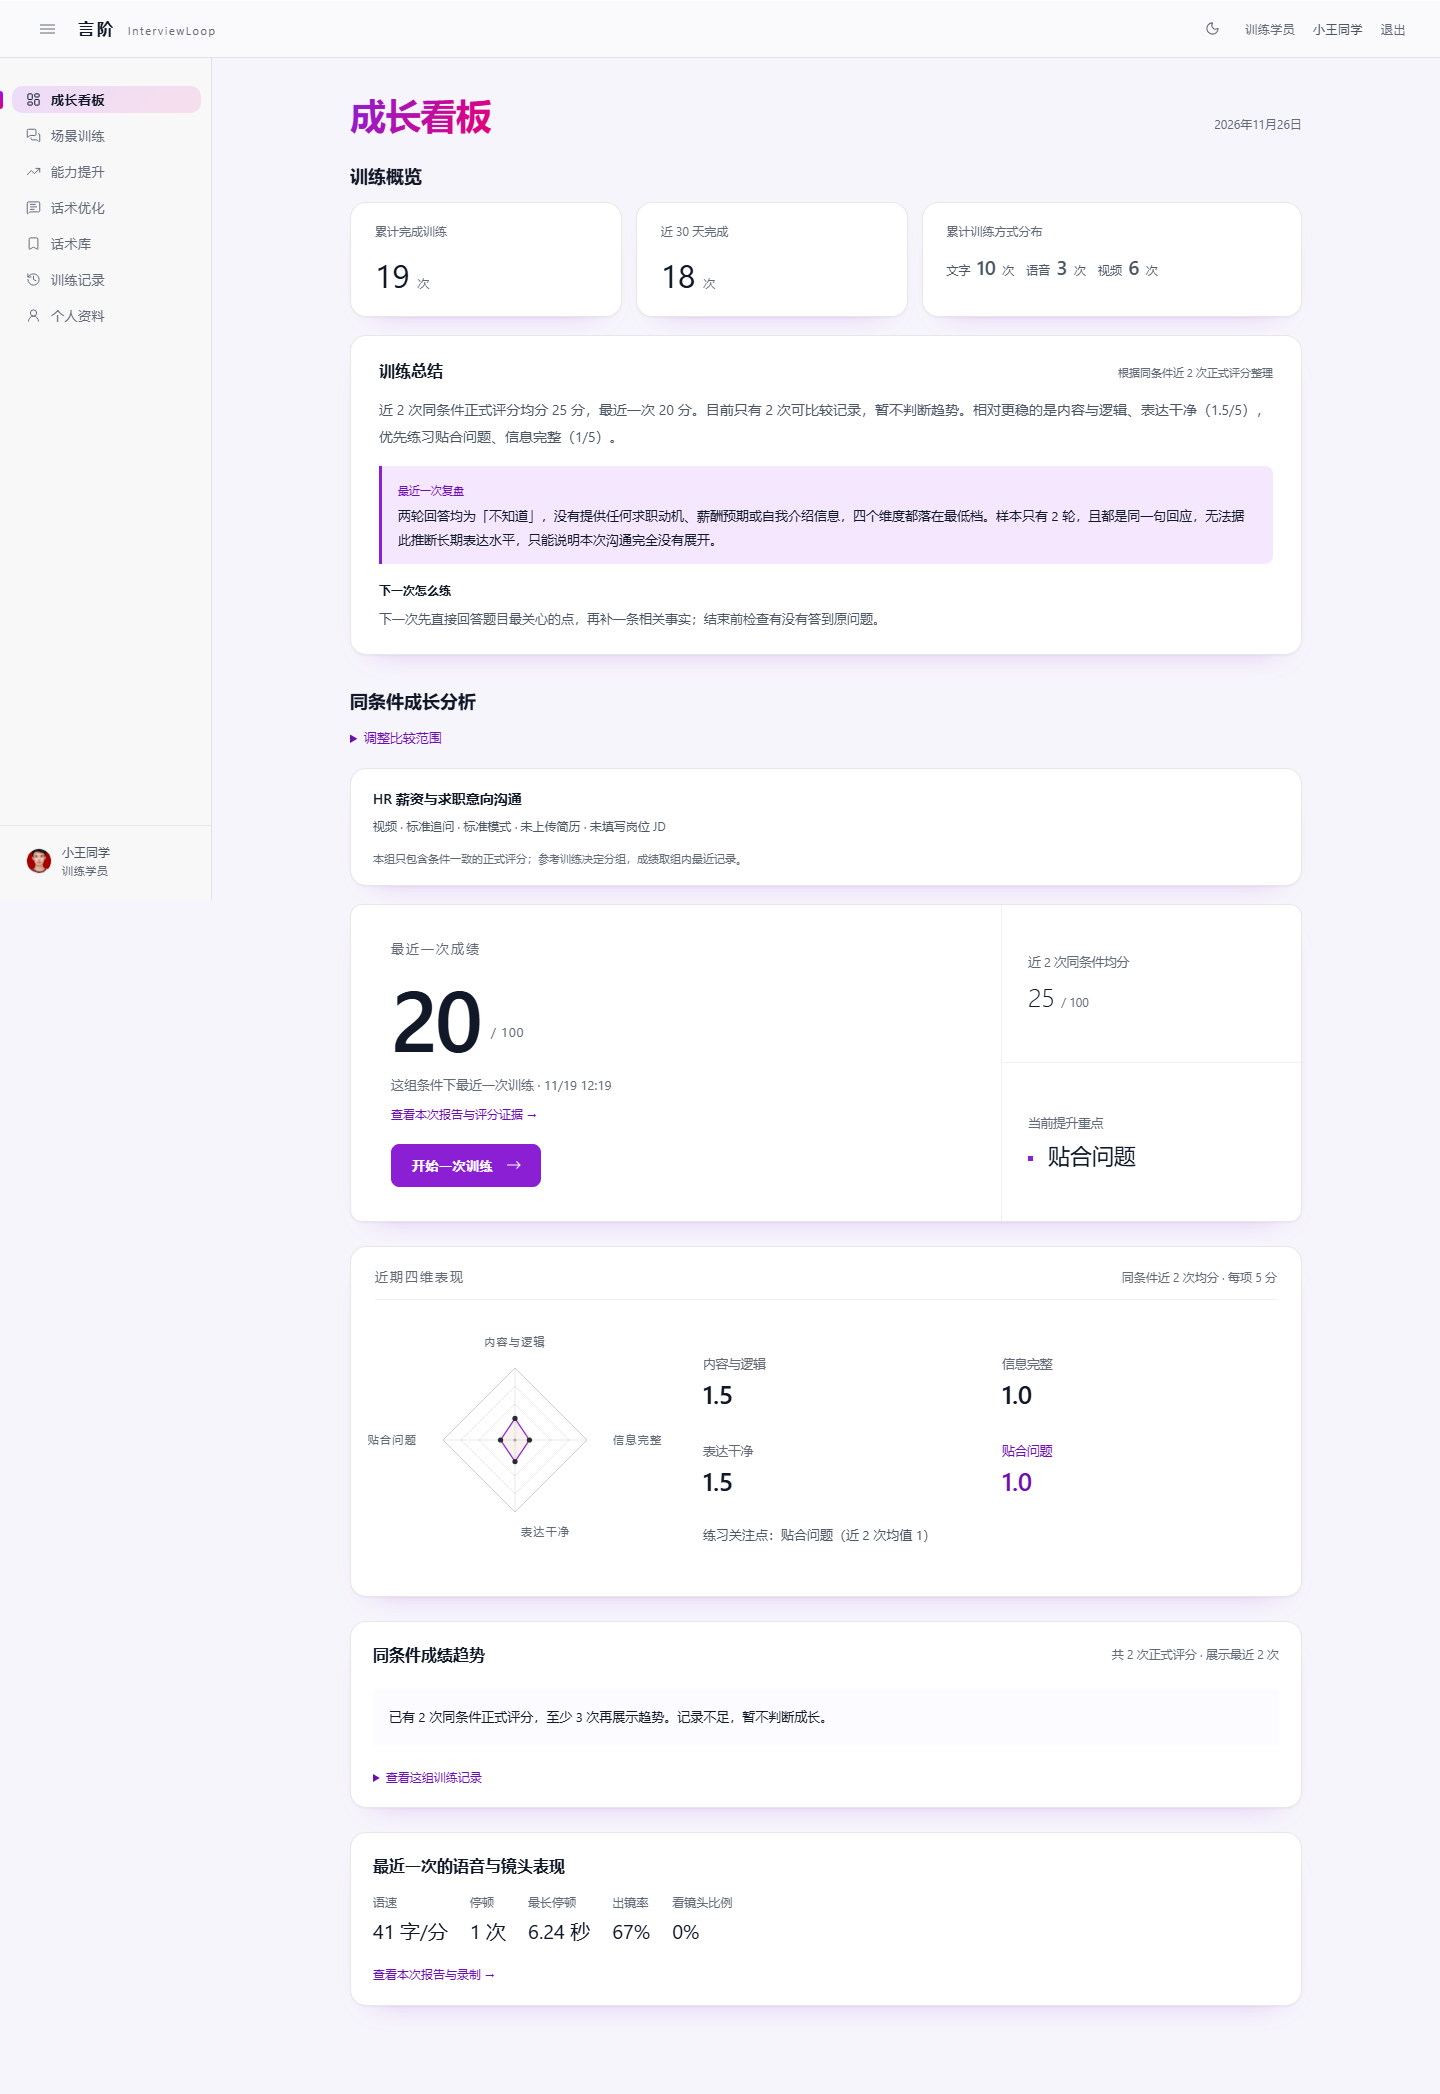 言阶 InterviewLoop
训练学员 小王同学 退出
成长看板
场景训练
能力提升
话术优化
话术库
训练记录
个人资料
小王同学
训练学员
成长看板
2026年11月26日
训练概览
累计完成训练
19 次
近 30 天完成
18 次
累计训练方式分布
文字 10 次 语音 3 次 视频 6 次
训练总结
根据同条件近 2 次正式评分整理
近 2 次同条件正式评分均分 25 分，最近一次 20 分。目前只有 2 次可比较记录，暂不判断趋势。相对更稳的是内容与逻辑、表达干净（1.5/5），
优先练习贴合问题、信息完整（1/5）。
最近一次复盘
两轮回答均为「不知道」，没有提供任何求职动机、薪酬预期或自我介绍信息，四个维度都落在最低档。样本只有 2 轮，且都是同一句回应，无法据
此推断长期表达水平，只能说明本次沟通完全没有展开。
下一次怎么练
下一次先直接回答题目最关心的点，再补一条相关事实；结束前检查有没有答到原问题。
同条件成长分析
▶ 调整比较范围
HR 薪资与求职意向沟通
视频 · 标准追问 · 标准模式 · 未上传简历 · 未填写岗位 JD
本组只包含条件一致的正式评分；参考训练决定分组，成绩取组内最近记录。
最近一次成绩
20 / 100
这组条件下最近一次训练 · 11/19 12:19
查看本次报告与评分证据 →
开始一次训练 →
近 2 次同条件均分
25 / 100
当前提升重点
贴合问题
近期四维表现
同条件近 2 次均分 · 每项 5 分
内容与逻辑
贴合问题
信息完整
表达干净
内容与逻辑
1.5
信息完整
1.0
表达干净
1.5
贴合问题
1.0
练习关注点：贴合问题（近 2 次均值 1）
同条件成绩趋势
共 2 次正式评分 · 展示最近 2 次
已有 2 次同条件正式评分，至少 3 次再展示趋势。记录不足，暂不判断成长。
▶ 查看这组训练记录
最近一次的语音与镜头表现
语速 停顿 最长停顿 出镜率 看镜头比例
41 字/分 1 次 6.24 秒 67% 0%
查看本次报告与录制 →